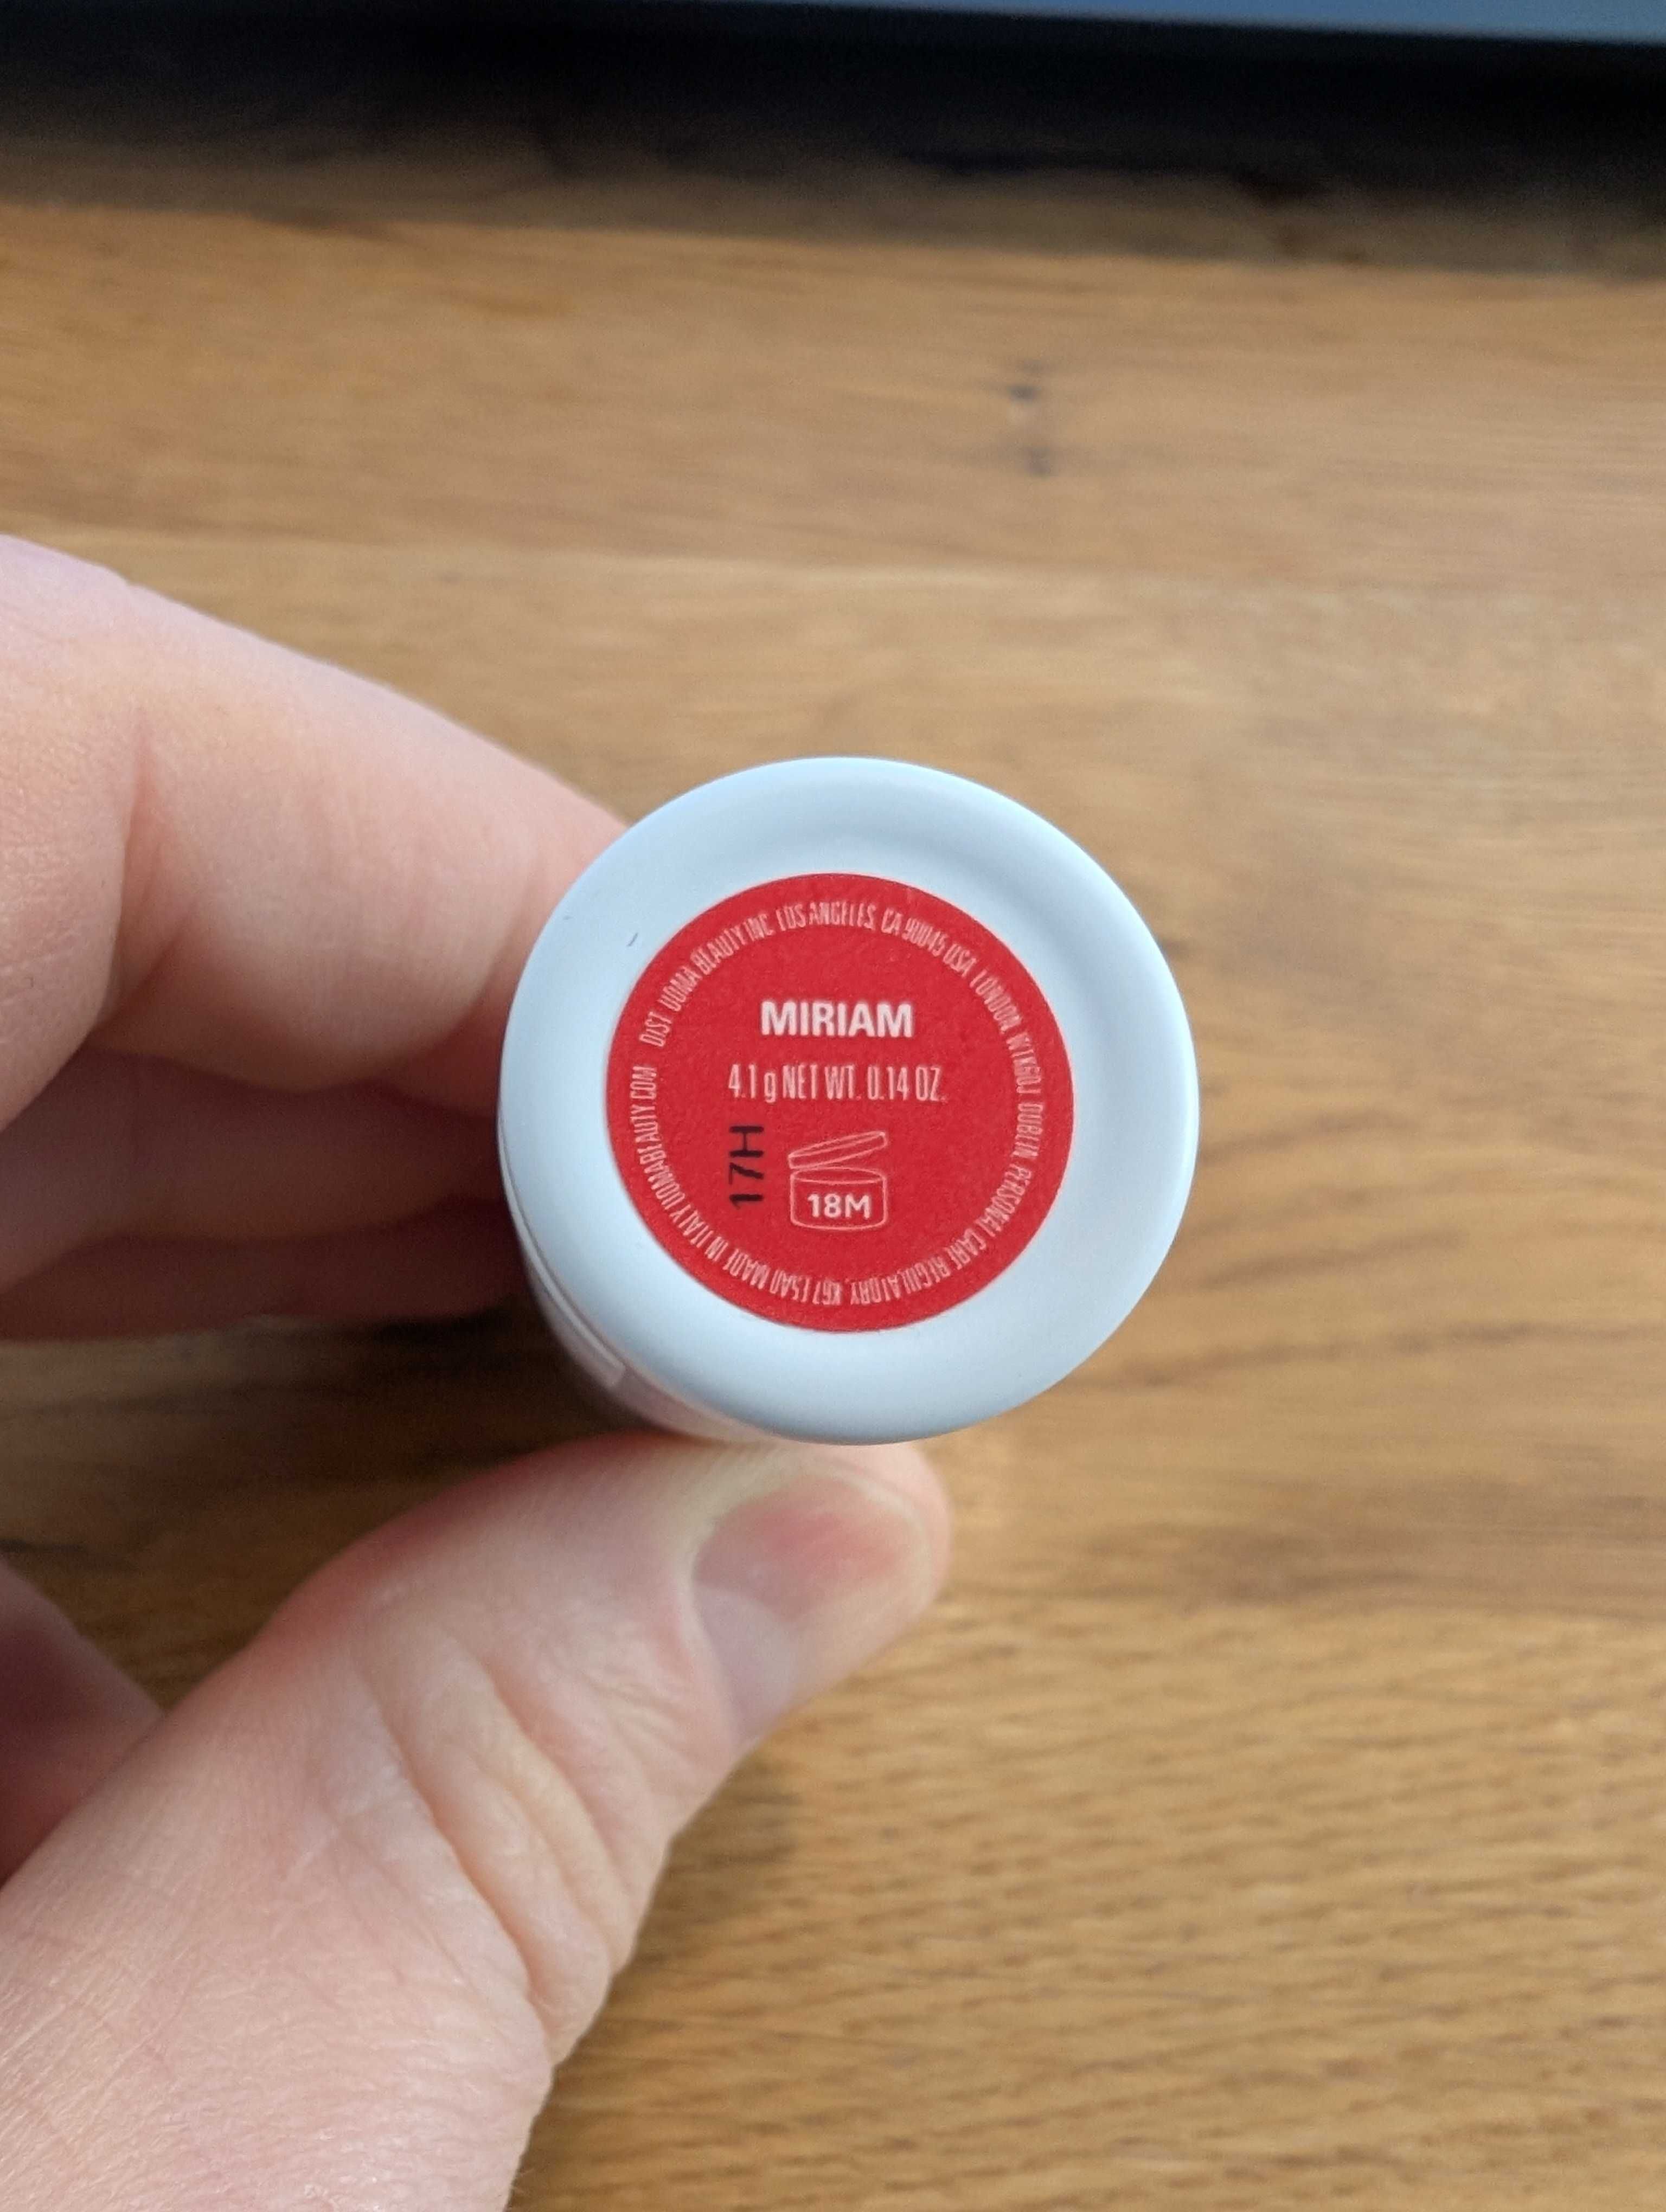 MIRIAM
4.1 g NET WT. 0.14 OZ.
17H
18M
DIST. UOMA BEAUTY INC. LOS ANGELES, CA 90045 USA LONDON W1K6DJ DUBLIN PERSONAL CARE REGULATORY, K67 E5A0 MADE IN ITALY UOMABEAUTY.COM